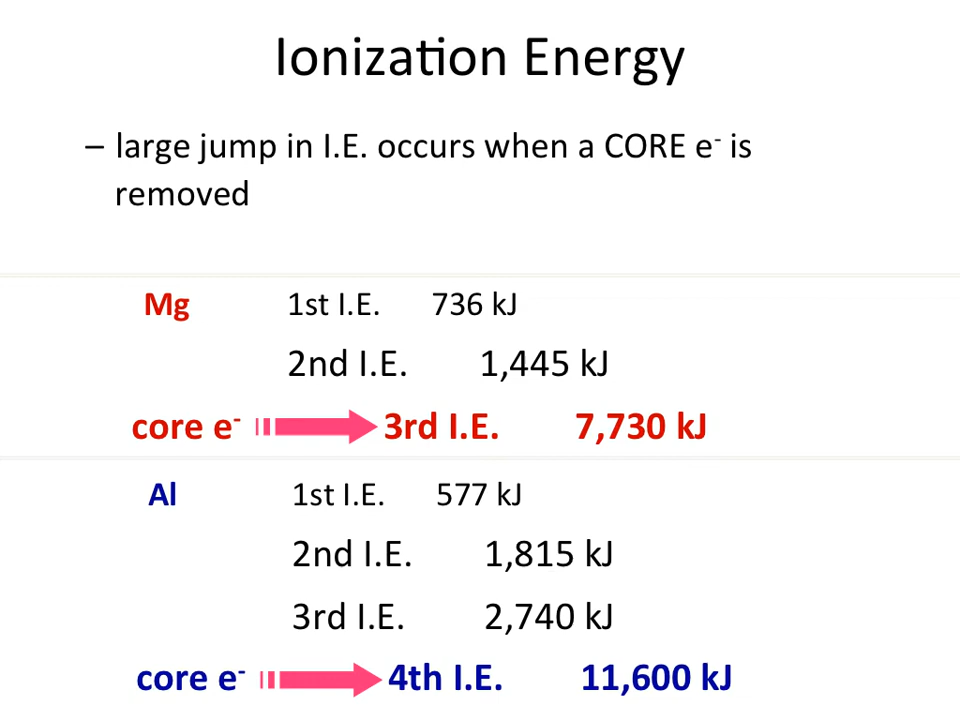 Ionization Energy
– large jump in I.E. occurs when a CORE e⁻ is
removed
Mg 1st I.E. 736 kJ
2nd I.E. 1,445 kJ
core e⁻ 3rd I.E. 7,730 kJ
Al 1st I.E. 577 kJ
2nd I.E. 1,815 kJ
3rd I.E. 2,740 kJ
core e⁻ 4th I.E. 11,600 kJ